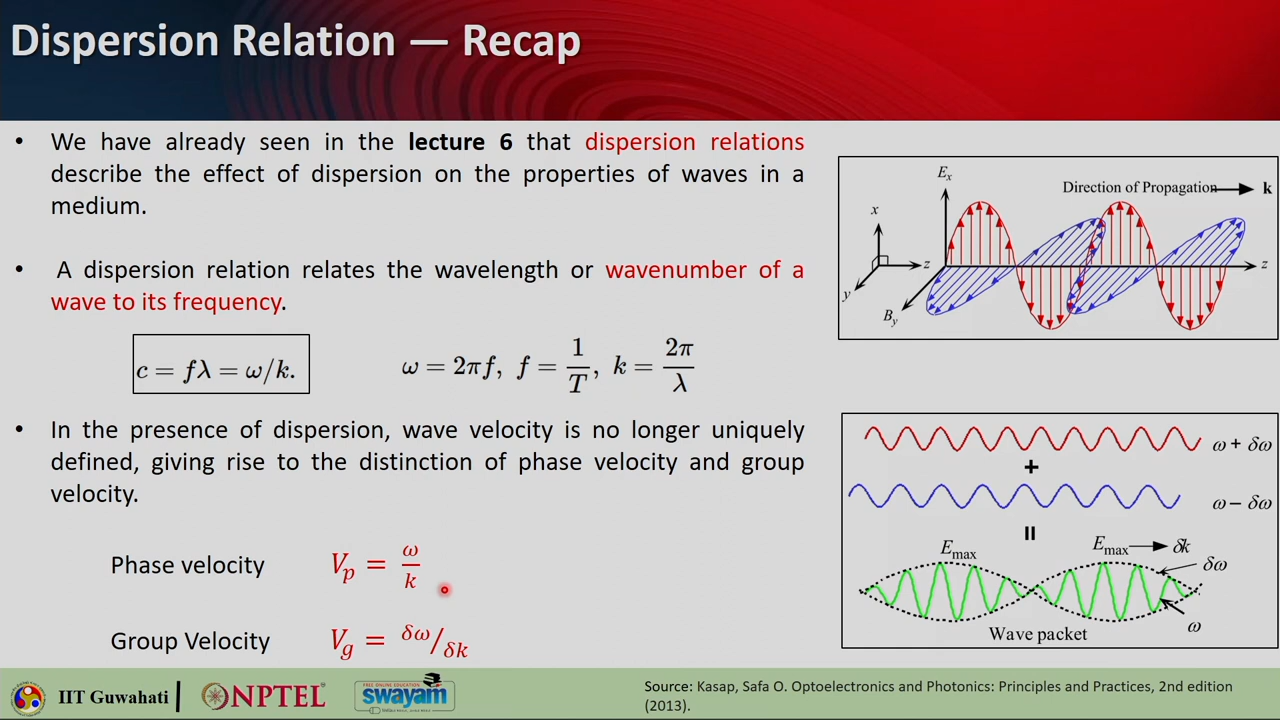 Dispersion Relation — Recap
• We have already seen in the lecture 6 that dispersion relations
describe the effect of dispersion on the properties of waves in a
medium.
• A dispersion relation relates the wavelength or wavenumber of a
wave to its frequency.
c = fλ = ω/k.
ω = 2πf, f = 1/T, k = 2π/λ
• In the presence of dispersion, wave velocity is no longer uniquely
defined, giving rise to the distinction of phase velocity and group
velocity.
Phase velocity Vp = ω/k
Group Velocity Vg = δω/δk
Ex
Direction of Propagation k
x
z
y
By
z
ω + δω
+
ω − δω
=
Emax
Emax δk
δω
Wave packet
ω
IIT Guwahati
NPTEL
FREE ONLINE EDUCATION
swayam
Source: Kasap, Safa O. Optoelectronics and Photonics: Principles and Practices, 2nd edition
(2013).